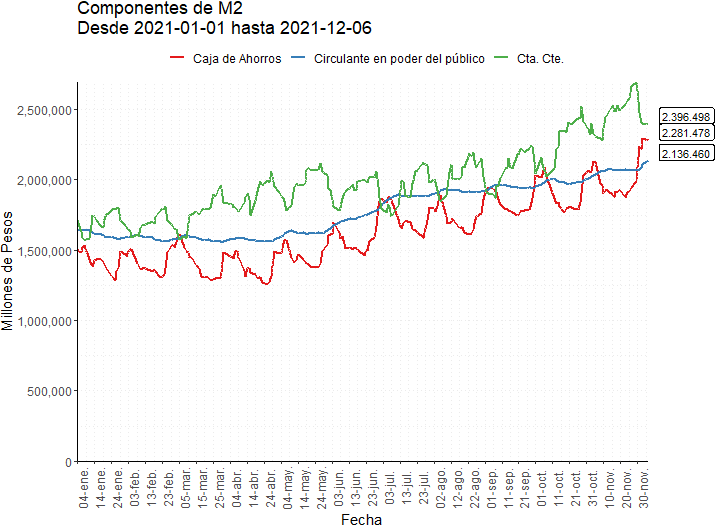 Componentes de M2
Desde 2021-01-01 hasta 2021-12-06
Caja de Ahorros Circulante en poder del público Cta. Cte.
2,500,000
2,000,000
1,500,000
1,000,000
500,000
0
Millones de Pesos
2.396.498
2.281.478
2.136.460
04-ene.
14-ene.
24-ene.
03-feb.
13-feb.
23-feb.
05-mar.
15-mar.
25-mar.
04-abr.
14-abr.
24-abr.
04-may.
14-may.
24-may.
03-jun.
13-jun.
23-jun.
03-jul.
13-jul.
23-jul.
02-ago.
12-ago.
22-ago.
01-sep.
11-sep.
21-sep.
01-oct.
11-oct.
21-oct.
31-oct.
10-nov.
20-nov.
30-nov.
Fecha